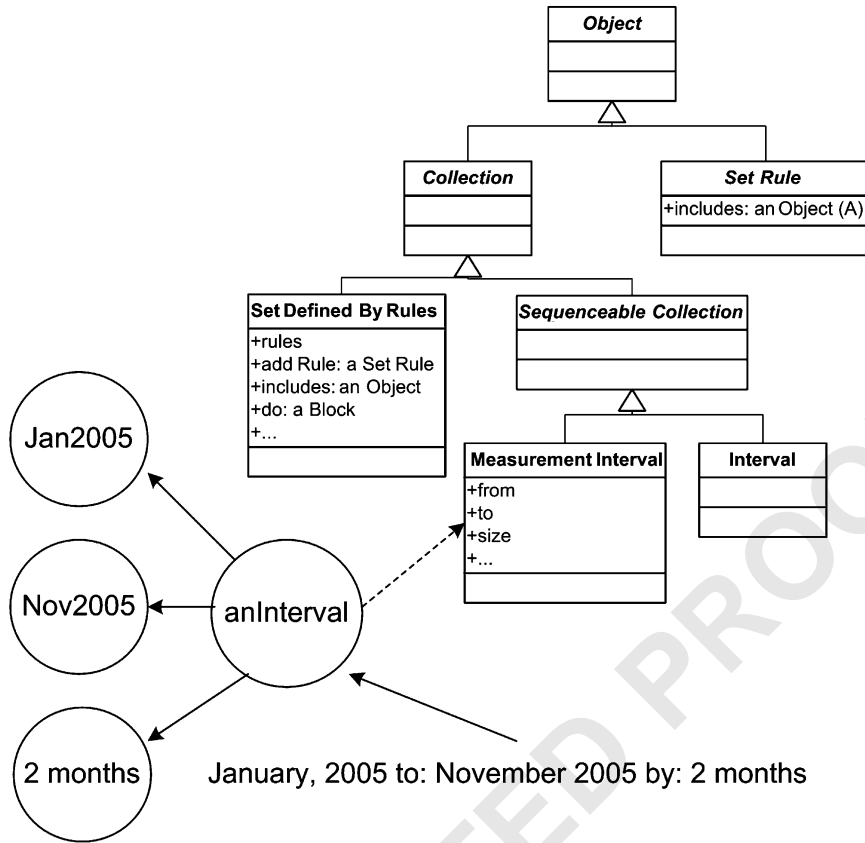 Object
Collection
Set Rule
+includes: an Object (A)
Set Defined By Rules
+rules
+add Rule: a Set Rule
+includes: an Object
+do: a Block
+...
Sequenceable Collection
Measurement Interval
+from
+to
+size
+...
Interval
Jan2005
Nov2005
anInterval
2 months
January, 2005 to: November 2005 by: 2 months
TED PROO